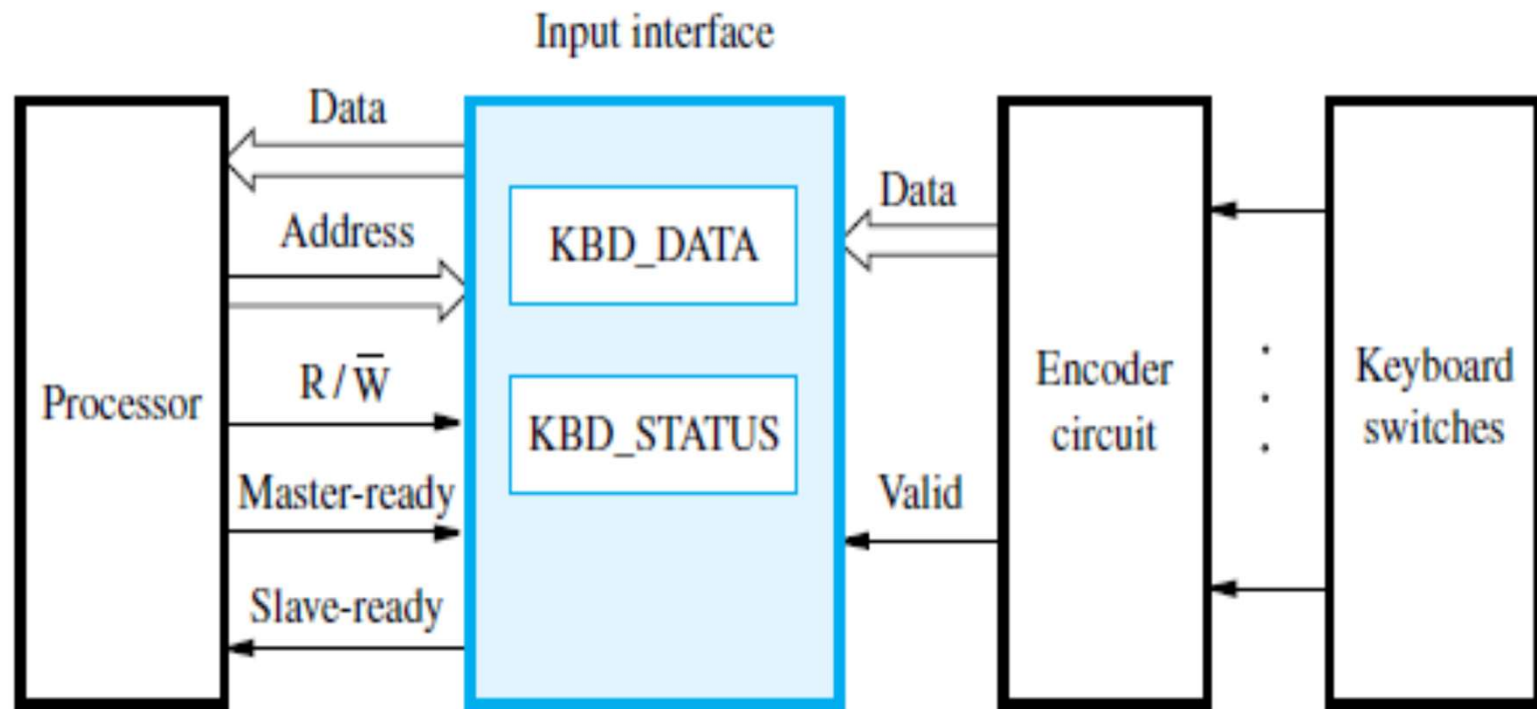 Input interface
Data
Data
KBD_DATA
Address
Processor
R / W̅
KBD_STATUS
Encoder
circuit
Keyboard
switches
Master-ready
Valid
Slave-ready